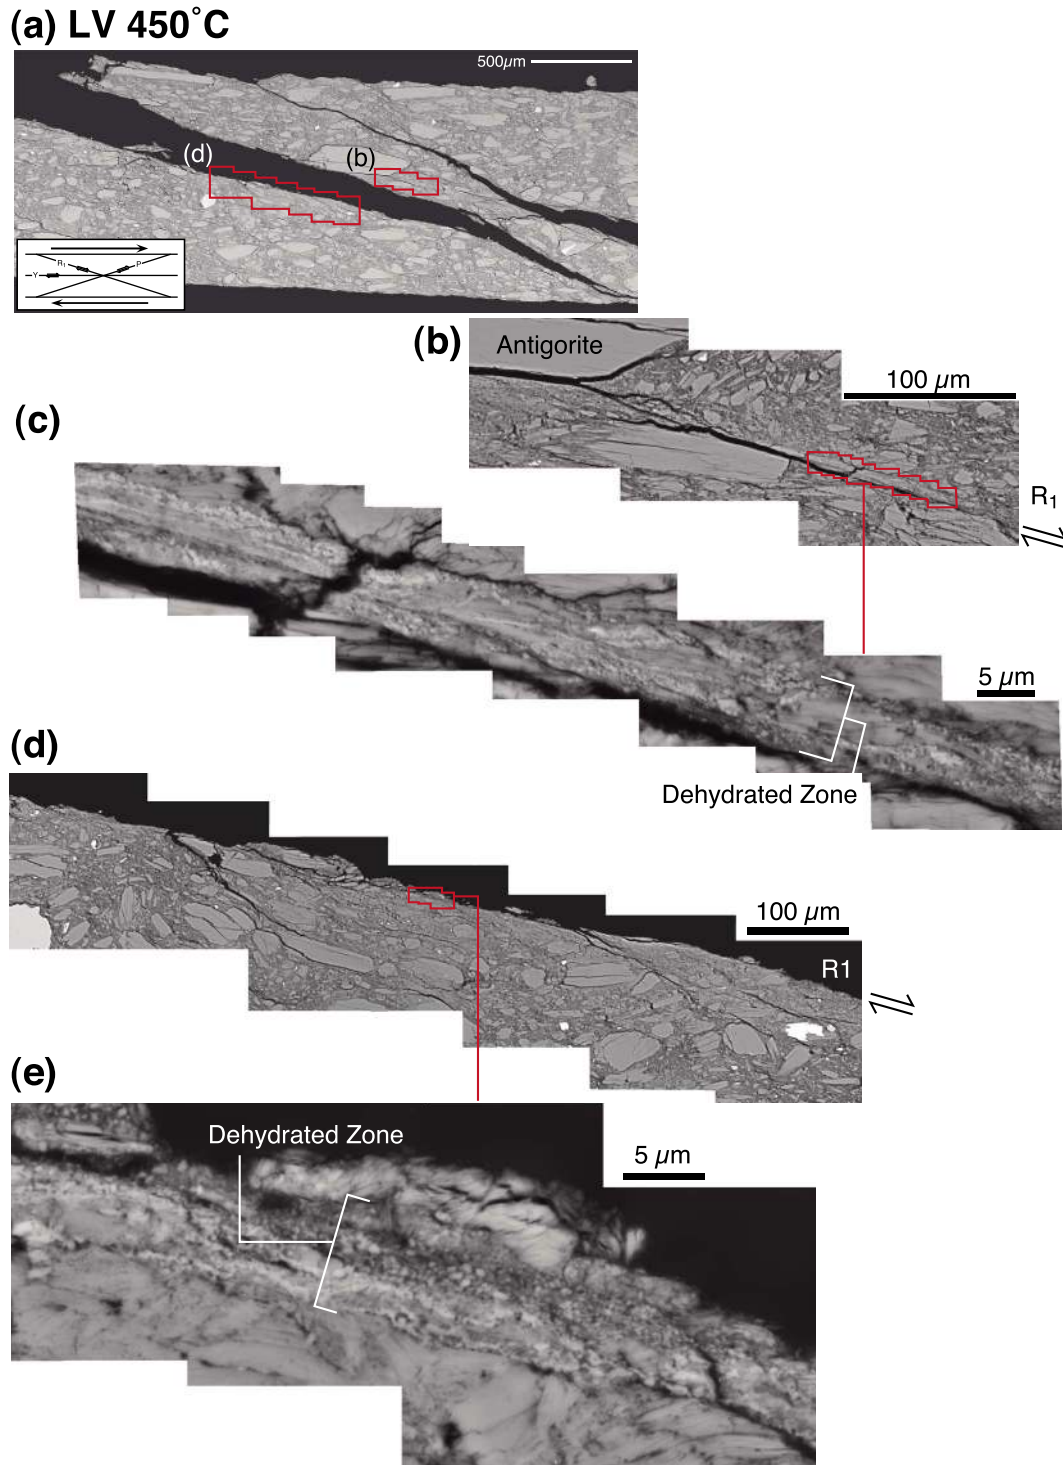 (a) LV 450˚C
500µm
(d)
(b)
R1
P
Y
(b)
Antigorite
100 µm
(c)
R1
5 µm
Dehydrated Zone
(d)
100 µm
R1
(e)
Dehydrated Zone
5 µm